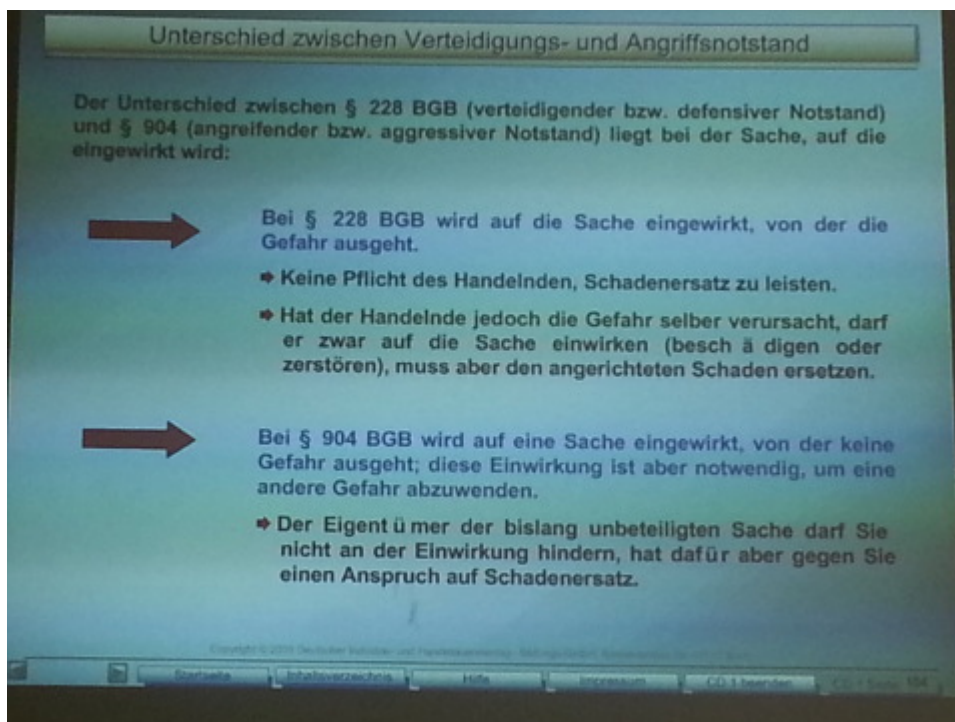 Unterschied zwischen Verteidigungs- und Angriffsnotstand
Der Unterschied zwischen § 228 BGB (verteidigender bzw. defensiver Notstand)
und § 904 (angreifender bzw. aggressiver Notstand) liegt bei der Sache, auf die
eingewirkt wird:
Bei § 228 BGB wird auf die Sache eingewirkt, von der die
Gefahr ausgeht.
Keine Pflicht des Handelnden, Schadenersatz zu leisten.
Hat der Handelnde jedoch die Gefahr selber verursacht, darf
er zwar auf die Sache einwirken (besch ä digen oder
zerstören), muss aber den angerichteten Schaden ersetzen.
Bei § 904 BGB wird auf eine Sache eingewirkt, von der keine
Gefahr ausgeht; diese Einwirkung ist aber notwendig, um eine
andere Gefahr abzuwenden.
Der Eigent ü mer der bislang unbeteiligten Sache darf Sie
nicht an der Einwirkung hindern, hat dafür aber gegen Sie
einen Anspruch auf Schadenersatz.
Startseite Inhaltsverzeichnis Hilfe Impressum CD 1 beenden